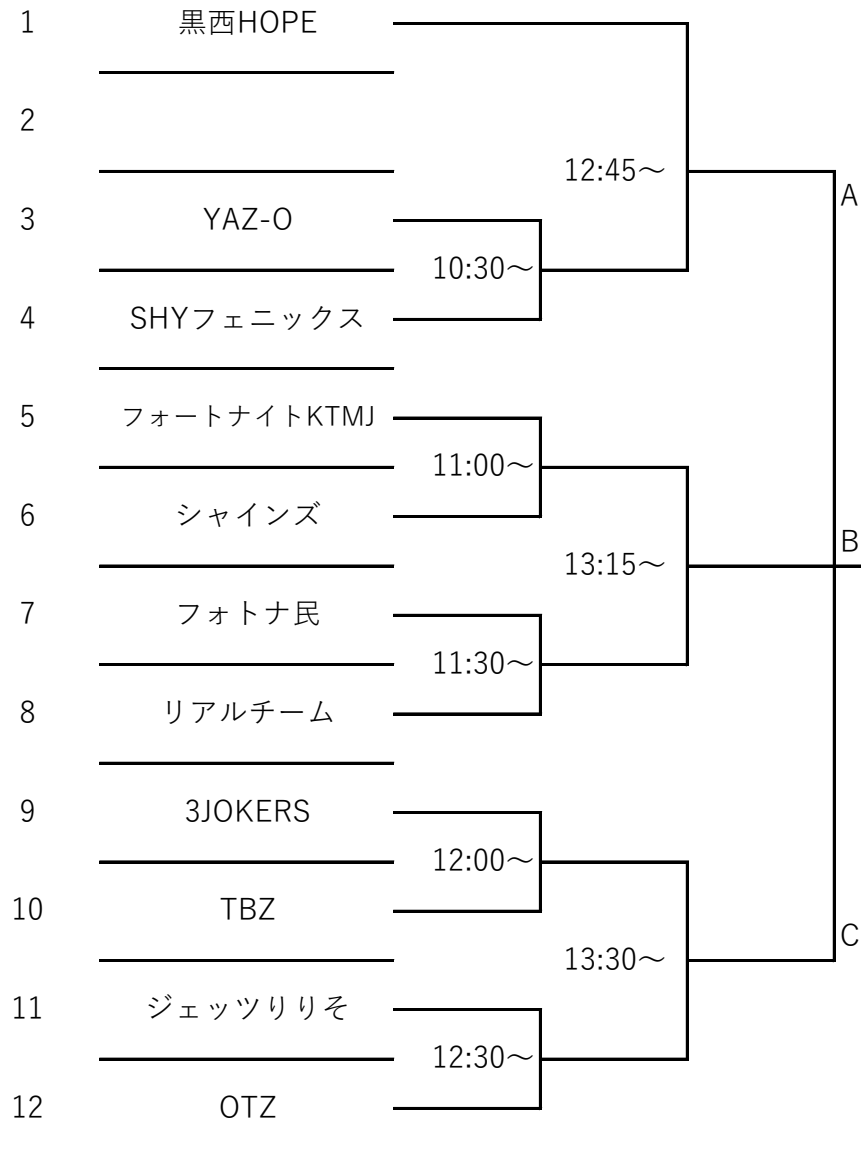 1 黒西HOPE
2
12:45～
A
3 YAZ-O
10:30～
4 SHYフェニックス
5 フォートナイトKTMJ
11:00～
6 シャインズ
B
13:15～
7 フォトナ民
11:30～
8 リアルチーム
9 3JOKERS
12:00～
10 TBZ
C
13:30～
11 ジェッツりりそ
12:30～
12 OTZ